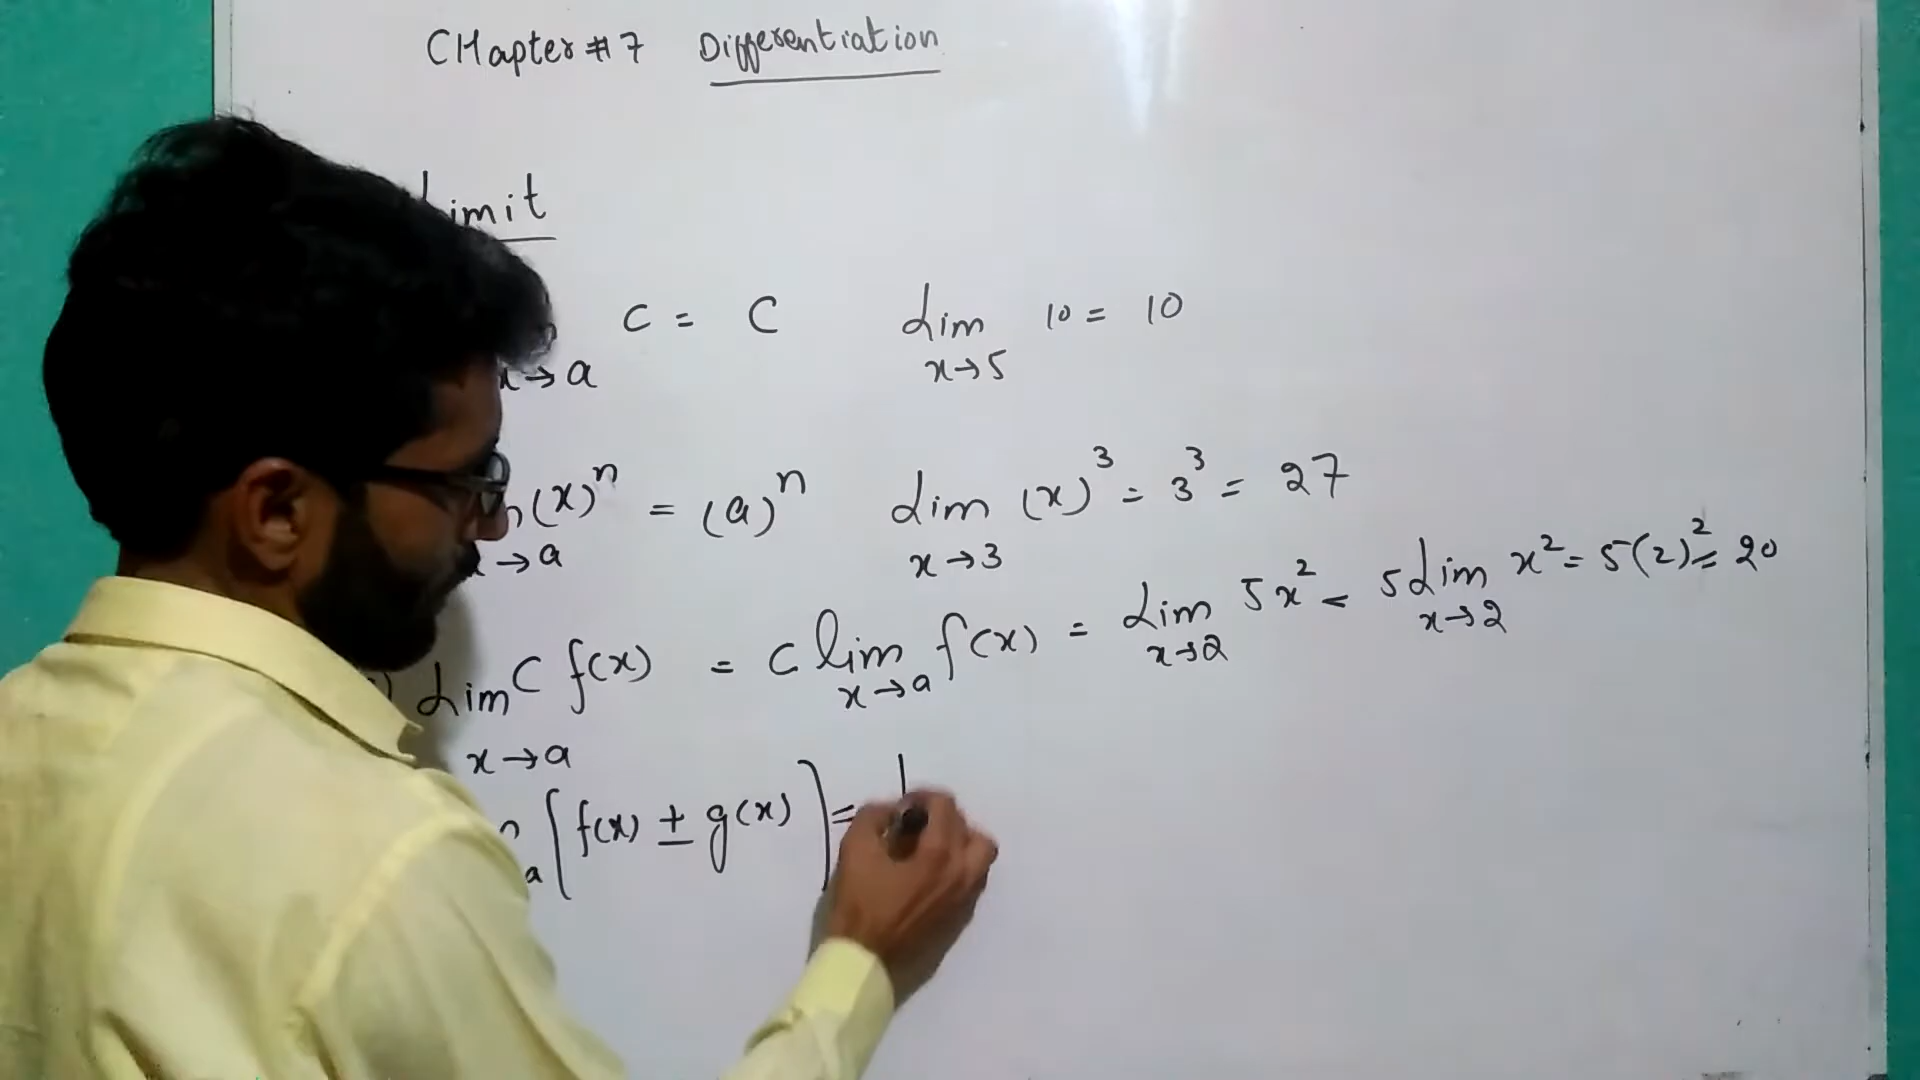 CHapter # 7 Differentiation
Limit
x→a C = C Lim x→5 10 = 10
(x)^n = (a)^n Lim x→3 (x)^3 = 3^3 = 27
→a
Lim x→a C f(x) = C lim x→a f(x) = Lim x→2 5x^2 = 5 Lim x→2 x^2 = 5(2)^2 = 20
a [f(x) ± g(x)] =